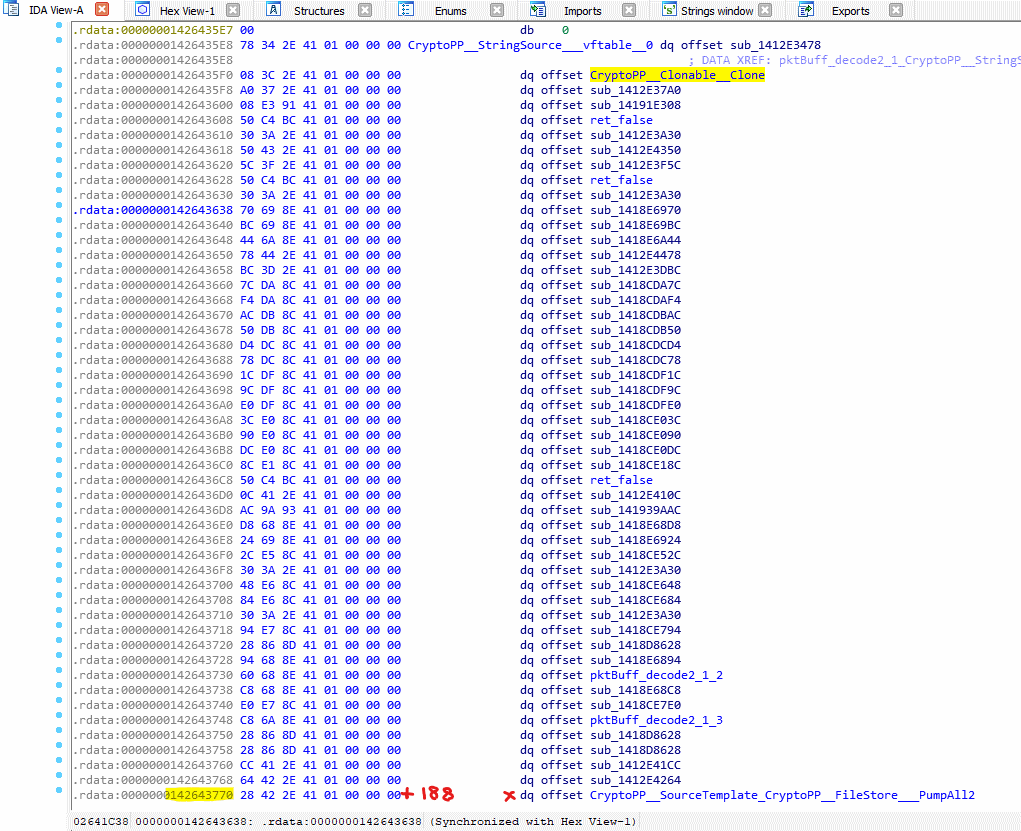 IDA View-A Hex View-1 Structures Enums Imports Strings window Exports
.rdata:00000001426435E7 00 db 0
.rdata:00000001426435E8 78 34 2E 41 01 00 00 00 CryptoPP__StringSource___vftable__0 dq offset sub_1412E3478
.rdata:00000001426435E8 ; DATA XREF: pktBuff_decode2_1_CryptoPP__StringS
.rdata:00000001426435F0 08 3C 2E 41 01 00 00 00 dq offset CryptoPP__Clonable__Clone
.rdata:00000001426435F8 A0 37 2E 41 01 00 00 00 dq offset sub_1412E37A0
.rdata:0000000142643600 08 E3 91 41 01 00 00 00 dq offset sub_14191E308
.rdata:0000000142643608 50 C4 BC 41 01 00 00 00 dq offset ret_false
.rdata:0000000142643610 30 3A 2E 41 01 00 00 00 dq offset sub_1412E3A30
.rdata:0000000142643618 50 43 2E 41 01 00 00 00 dq offset sub_1412E4350
.rdata:0000000142643620 5C 3F 2E 41 01 00 00 00 dq offset sub_1412E3F5C
.rdata:0000000142643628 50 C4 BC 41 01 00 00 00 dq offset ret_false
.rdata:0000000142643630 30 3A 2E 41 01 00 00 00 dq offset sub_1412E3A30
.rdata:0000000142643638 70 69 8E 41 01 00 00 00 dq offset sub_1418E6970
.rdata:0000000142643640 BC 69 8E 41 01 00 00 00 dq offset sub_1418E69BC
.rdata:0000000142643648 44 6A 8E 41 01 00 00 00 dq offset sub_1418E6A44
.rdata:0000000142643650 78 44 2E 41 01 00 00 00 dq offset sub_1412E4478
.rdata:0000000142643658 BC 3D 2E 41 01 00 00 00 dq offset sub_1412E3DBC
.rdata:0000000142643660 7C DA 8C 41 01 00 00 00 dq offset sub_1418CDA7C
.rdata:0000000142643668 F4 DA 8C 41 01 00 00 00 dq offset sub_1418CDAF4
.rdata:0000000142643670 AC DB 8C 41 01 00 00 00 dq offset sub_1418CDBAC
.rdata:0000000142643678 50 DB 8C 41 01 00 00 00 dq offset sub_1418CDB50
.rdata:0000000142643680 D4 DC 8C 41 01 00 00 00 dq offset sub_1418CDCD4
.rdata:0000000142643688 78 DC 8C 41 01 00 00 00 dq offset sub_1418CDC78
.rdata:0000000142643690 1C DF 8C 41 01 00 00 00 dq offset sub_1418CDF1C
.rdata:0000000142643698 9C DF 8C 41 01 00 00 00 dq offset sub_1418CDF9C
.rdata:00000001426436A0 E0 DF 8C 41 01 00 00 00 dq offset sub_1418CDFE0
.rdata:00000001426436A8 3C E0 8C 41 01 00 00 00 dq offset sub_1418CE03C
.rdata:00000001426436B0 90 E0 8C 41 01 00 00 00 dq offset sub_1418CE090
.rdata:00000001426436B8 DC E0 8C 41 01 00 00 00 dq offset sub_1418CE0DC
.rdata:00000001426436C0 8C E1 8C 41 01 00 00 00 dq offset sub_1418CE18C
.rdata:00000001426436C8 50 C4 BC 41 01 00 00 00 dq offset ret_false
.rdata:00000001426436D0 0C 41 2E 41 01 00 00 00 dq offset sub_1412E410C
.rdata:00000001426436D8 AC 9A 93 41 01 00 00 00 dq offset sub_141939AAC
.rdata:00000001426436E0 D8 68 8E 41 01 00 00 00 dq offset sub_1418E68D8
.rdata:00000001426436E8 24 69 8E 41 01 00 00 00 dq offset sub_1418E6924
.rdata:00000001426436F0 2C E5 8C 41 01 00 00 00 dq offset sub_1418CE52C
.rdata:00000001426436F8 30 3A 2E 41 01 00 00 00 dq offset sub_1412E3A30
.rdata:0000000142643700 48 E6 8C 41 01 00 00 00 dq offset sub_1418CE648
.rdata:0000000142643708 84 E6 8C 41 01 00 00 00 dq offset sub_1418CE684
.rdata:0000000142643710 30 3A 2E 41 01 00 00 00 dq offset sub_1412E3A30
.rdata:0000000142643718 94 E7 8C 41 01 00 00 00 dq offset sub_1418CE794
.rdata:0000000142643720 28 86 8D 41 01 00 00 00 dq offset sub_1418D8628
.rdata:0000000142643728 94 68 8E 41 01 00 00 00 dq offset sub_1418E6894
.rdata:0000000142643730 60 68 8E 41 01 00 00 00 dq offset pktBuff_decode2_1_2
.rdata:0000000142643738 C8 68 8E 41 01 00 00 00 dq offset sub_1418E68C8
.rdata:0000000142643740 E0 E7 8C 41 01 00 00 00 dq offset sub_1418CE7E0
.rdata:0000000142643748 C8 6A 8E 41 01 00 00 00 dq offset pktBuff_decode2_1_3
.rdata:0000000142643750 28 86 8D 41 01 00 00 00 dq offset sub_1418D8628
.rdata:0000000142643758 28 86 8D 41 01 00 00 00 dq offset sub_1418D8628
.rdata:0000000142643760 CC 41 2E 41 01 00 00 00 dq offset sub_1412E41CC
.rdata:0000000142643768 64 42 2E 41 01 00 00 00 dq offset sub_1412E4264
.rdata:0000000142643770 28 42 2E 41 01 00 00 00 +188 x dq offset CryptoPP__SourceTemplate_CryptoPP__FileStore___PumpAll2
02641C38 0000000142643638: .rdata:0000000142643638 (Synchronized with Hex View-1)